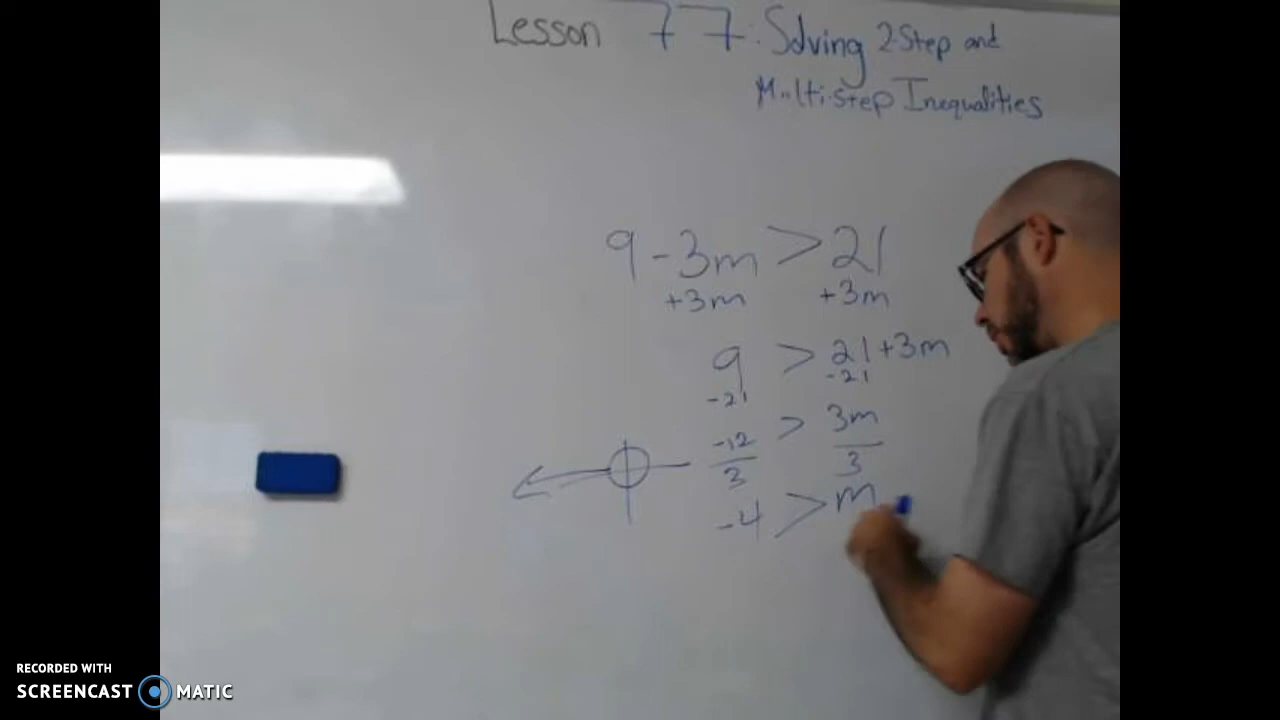 Lesson 77: Solving 2-Step and
Multi-step Inequalities
9 - 3m > 21
+3m +3m
9 > 21 + 3m
-21 -21
-12 > 3m
3 3
-4 > m
RECORDED WITH
SCREENCAST MATIC